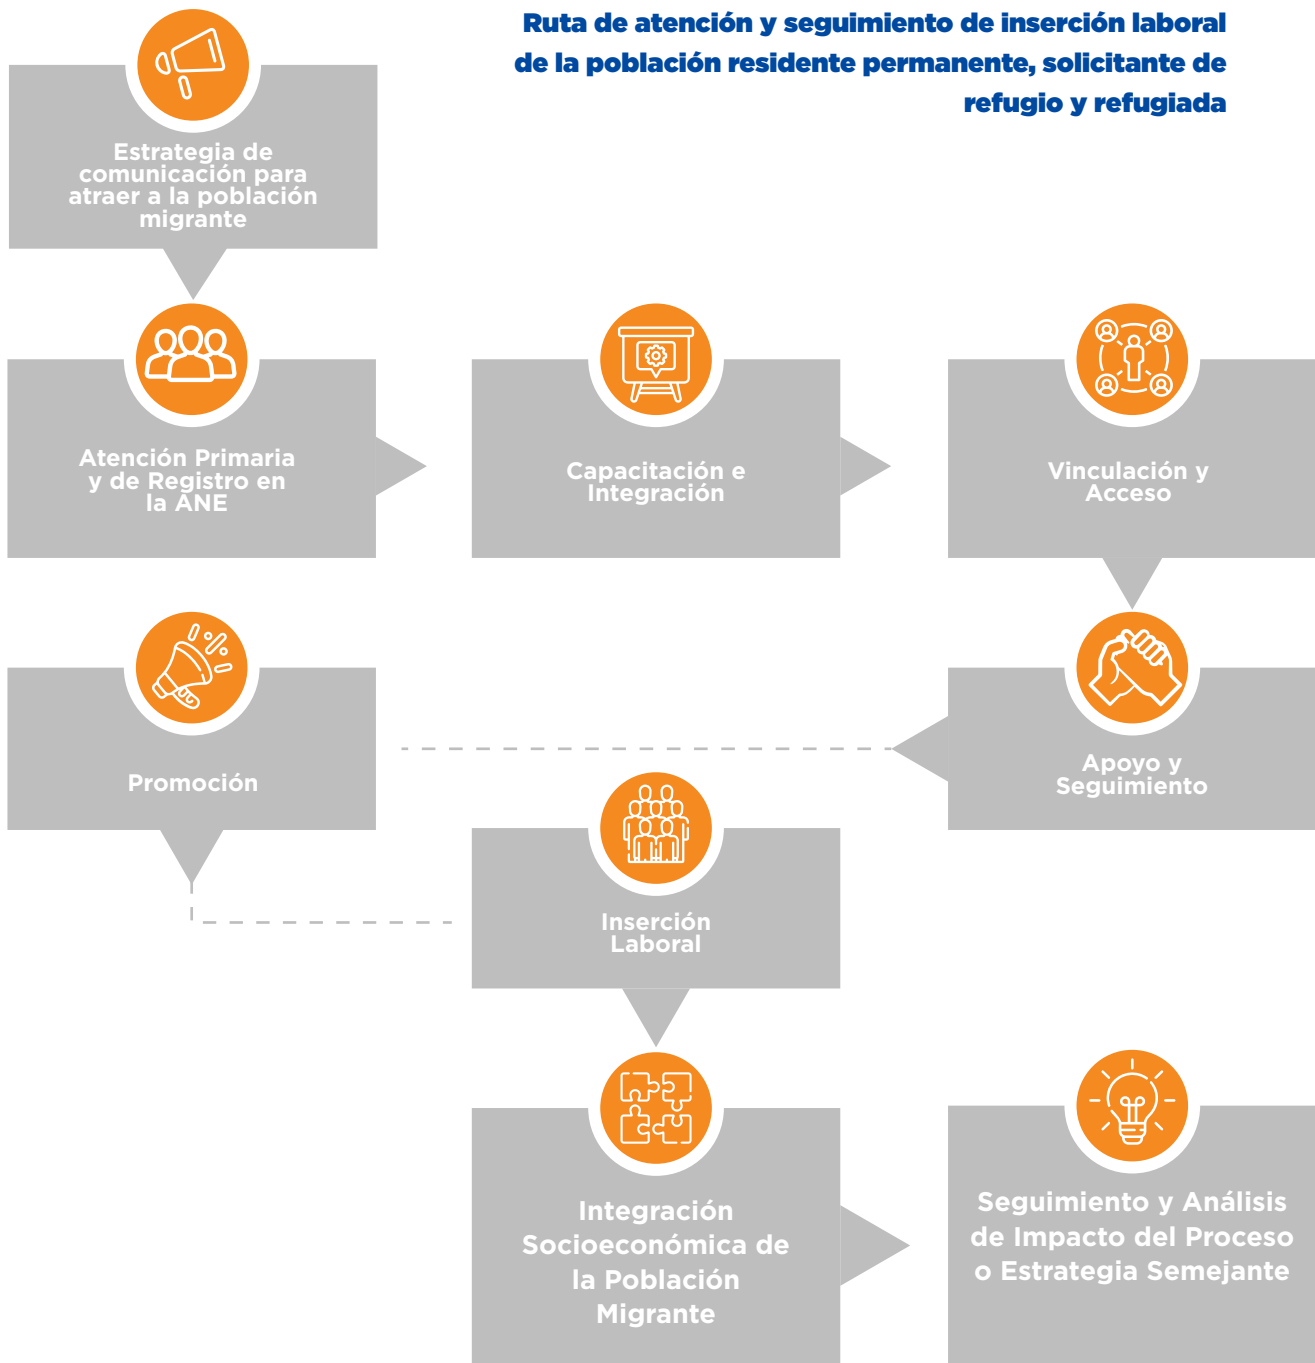 Ruta de atención y seguimiento de inserción laboral
de la población residente permanente, solicitante de
refugio y refugiada
Estrategia de
comunicación para
atraer a la población
migrante
Atención Primaria
y de Registro en
la ANE
Capacitación e
Integración
Vinculación y
Acceso
Apoyo y
Seguimiento
Promoción
Inserción
Laboral
Integración
Socioeconómica de
la Población
Migrante
Seguimiento y Análisis
de Impacto del Proceso
o Estrategia Semejante